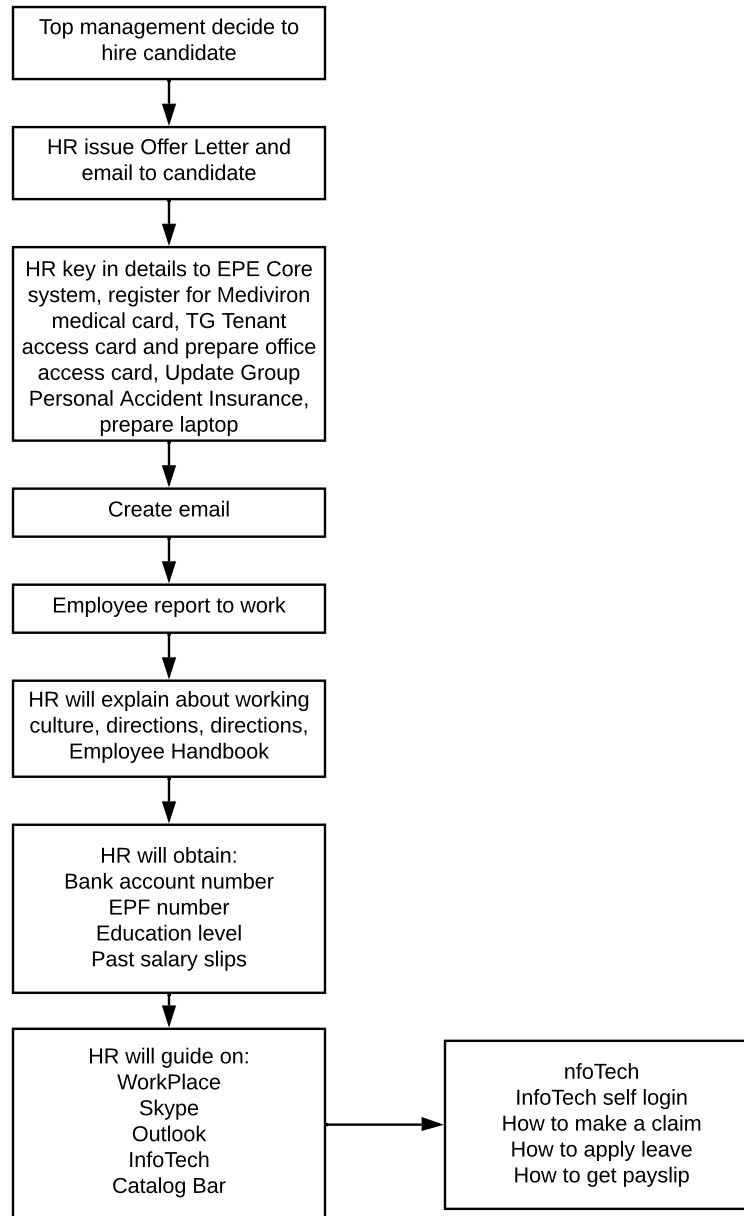 Top management decide to
hire candidate
HR issue Offer Letter and
email to candidate
HR key in details to EPE Core
system, register for Mediviron
medical card, TG Tenant
access card and prepare office
access card, Update Group
Personal Accident Insurance,
prepare laptop
Create email
Employee report to work
HR will explain about working
culture, directions, directions,
Employee Handbook
HR will obtain:
Bank account number
EPF number
Education level
Past salary slips
HR will guide on:
WorkPlace
Skype
Outlook
InfoTech
Catalog Bar
nfoTech
InfoTech self login
How to make a claim
How to apply leave
How to get payslip